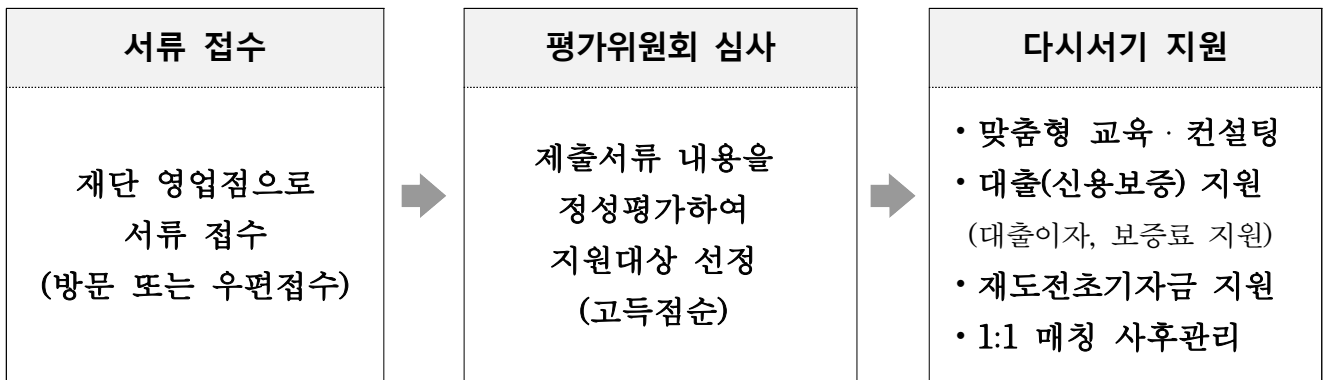 서류 접수
재단 영업점으로
서류 접수
(방문 또는 우편접수)
평가위원회 심사
제출서류 내용을
정성평가하여
지원대상 선정
(고득점순)
다시서기 지원
• 맞춤형 교육 · 컨설팅
• 대출(신용보증) 지원
(대출이자, 보증료 지원)
• 재도전초기자금 지원
• 1:1 매칭 사후관리